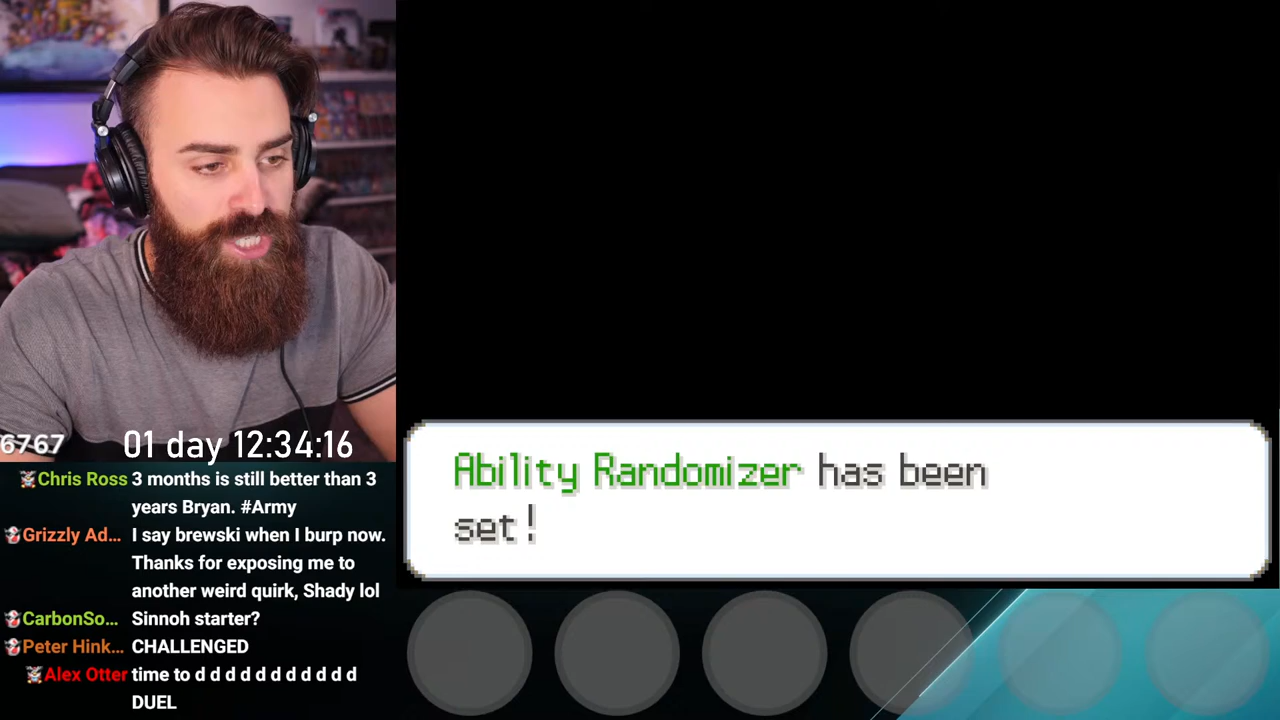 6767 01 day 12:34:16
Chris Ross 3 months is still better than 3
years Bryan. #Army
Grizzly Ad... I say brewski when I burp now.
Thanks for exposing me to
another weird quirk, Shady lol
CarbonSo... Sinnoh starter?
Peter Hink... CHALLENGED
Alex Otter time to d d d d d d d d d d d
DUEL
Ability Randomizer has been
set!